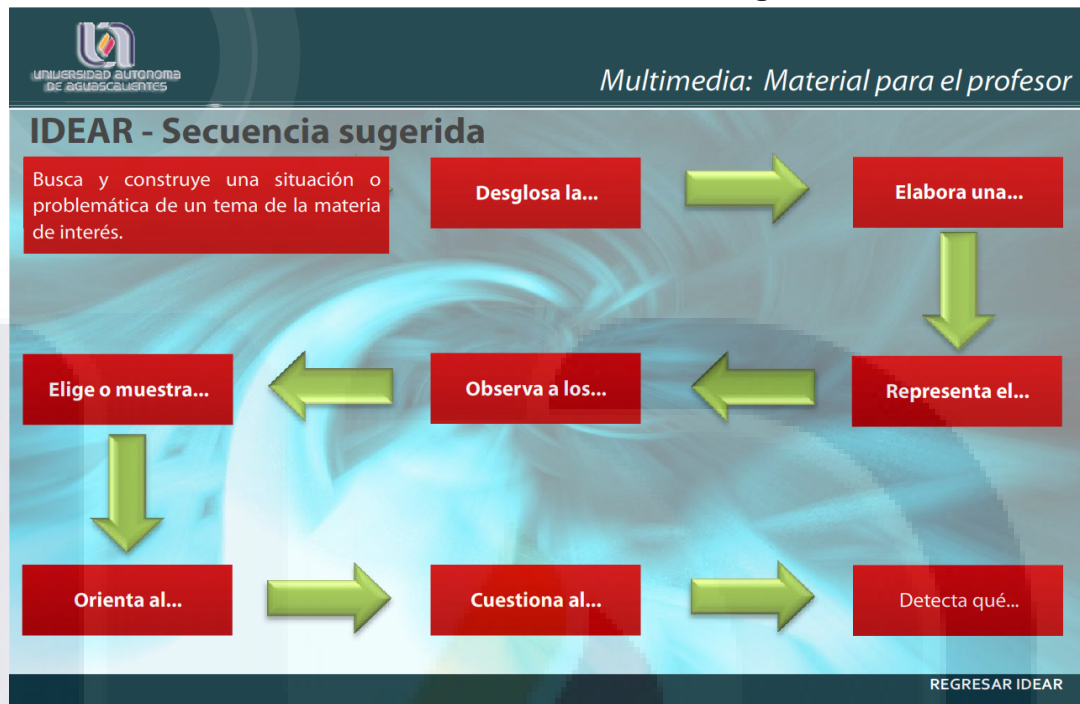 UNIVERSIDAD AUTONOMA
DE AGUASCALIENTES
Multimedia: Material para el profesor
IDEAR - Secuencia sugerida
Busca y construye una situación o
problemática de un tema de la materia
de interés.
Desglosa la...
Elabora una...
Elige o muestra...
Observa a los...
Representa el...
Orienta al...
Cuestiona al...
Detecta qué...
REGRESAR IDEAR